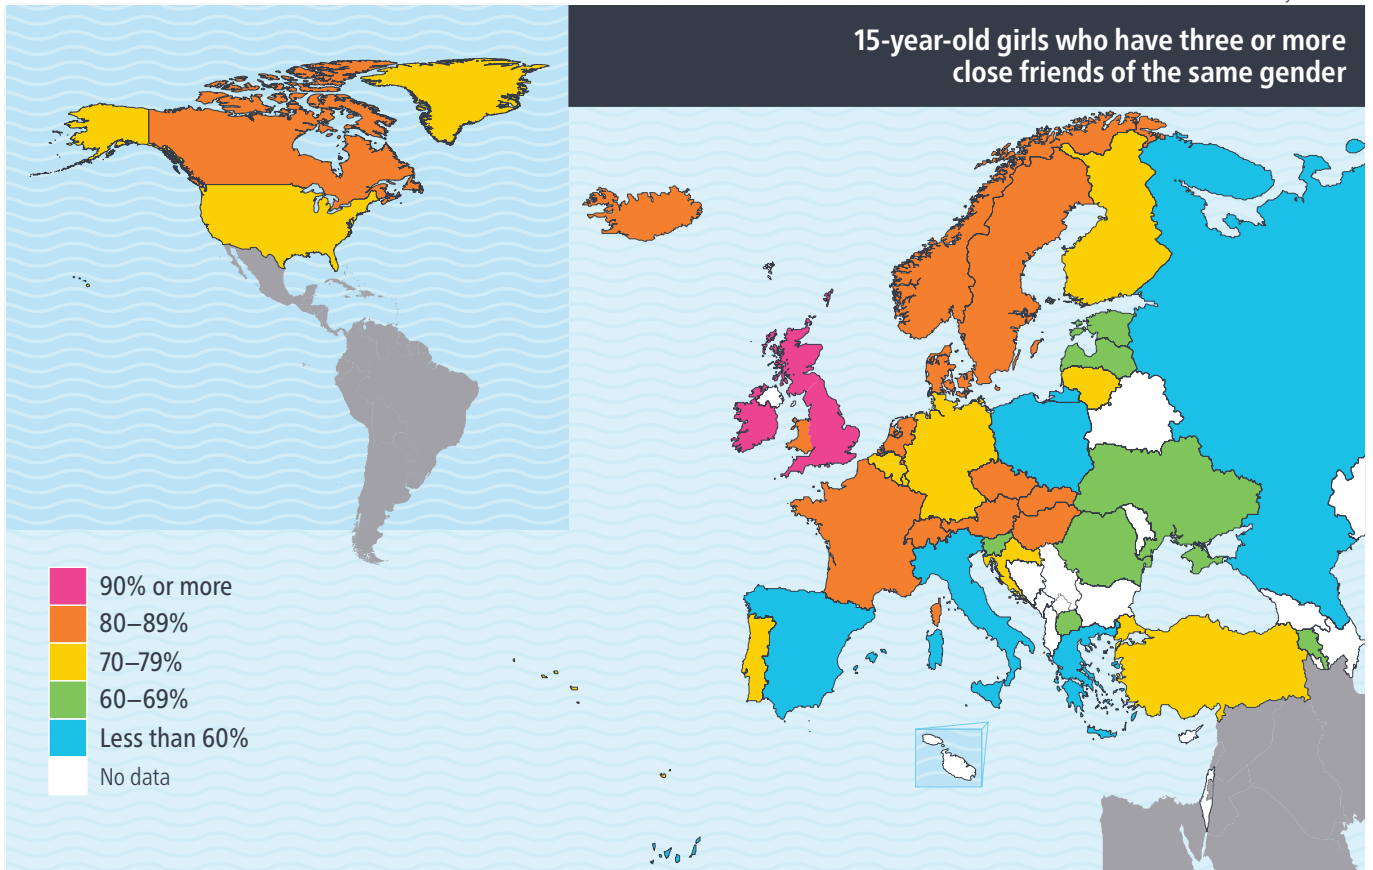 15-year-old girls who have three or more
close friends of the same gender
90% or more
80–89%
70–79%
60–69%
Less than 60%
No data